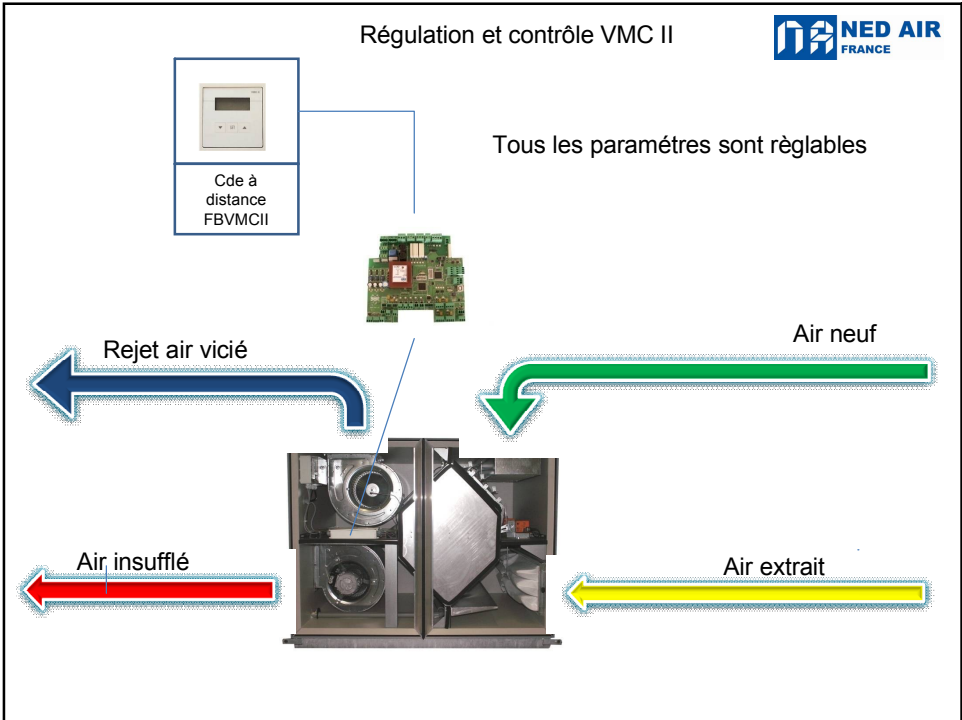 Régulation et contrôle VMC II
NED AIR
FRANCE
Tous les paramétres sont règlables
Cde à
distance
FBVMCII
Air neuf
Rejet air vicié
Air insufflé
Air extrait